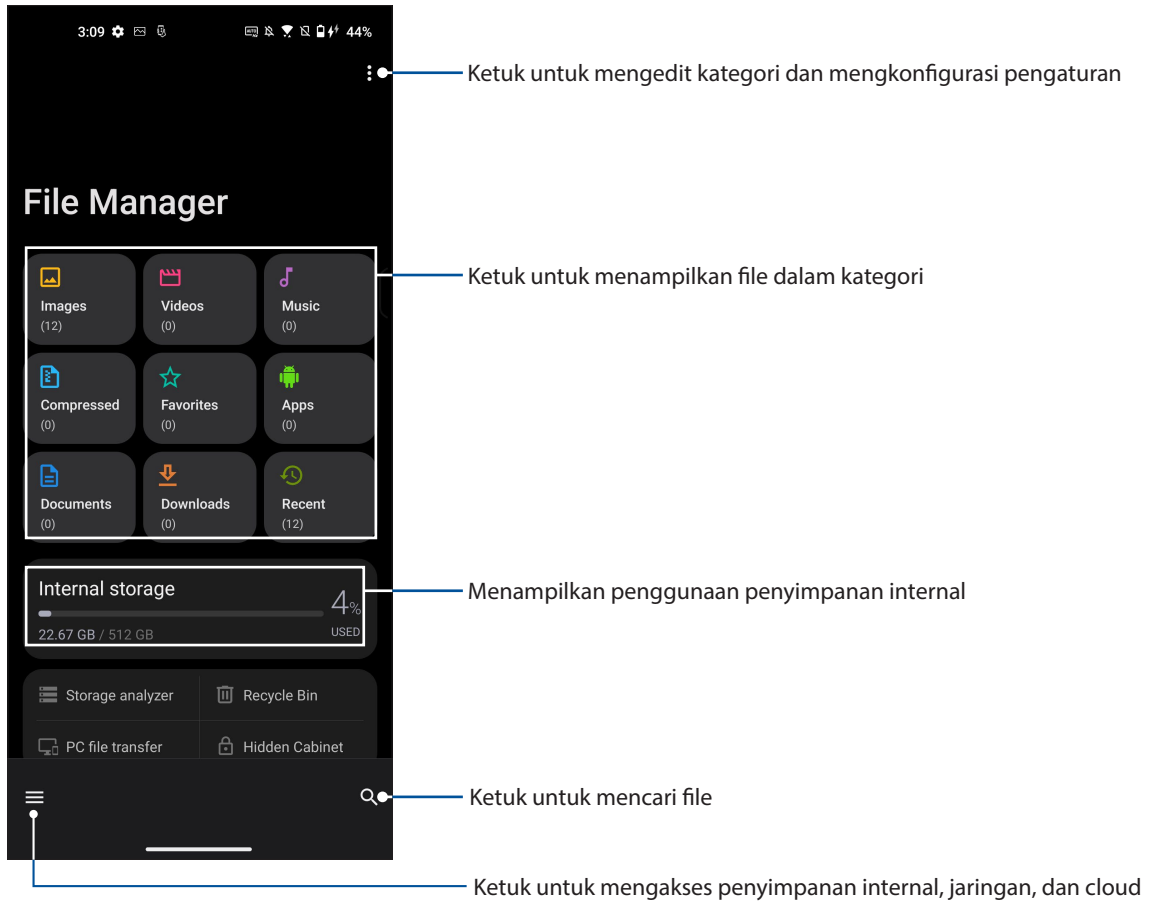 3:09 44%
Ketuk untuk mengedit kategori dan mengkonfigurasi pengaturan
File Manager
Ketuk untuk menampilkan file dalam kategori
Images Videos Music
(12) (0) (0)
Compressed Favorites Apps
(0) (0) (0)
Documents Downloads Recent
(0) (0) (12)
Internal storage
4%
Menampilkan penggunaan penyimpanan internal
22.67 GB / 512 GB USED
Storage analyzer Recycle Bin
PC file transfer Hidden Cabinet
Ketuk untuk mencari file
Ketuk untuk mengakses penyimpanan internal, jaringan, dan cloud